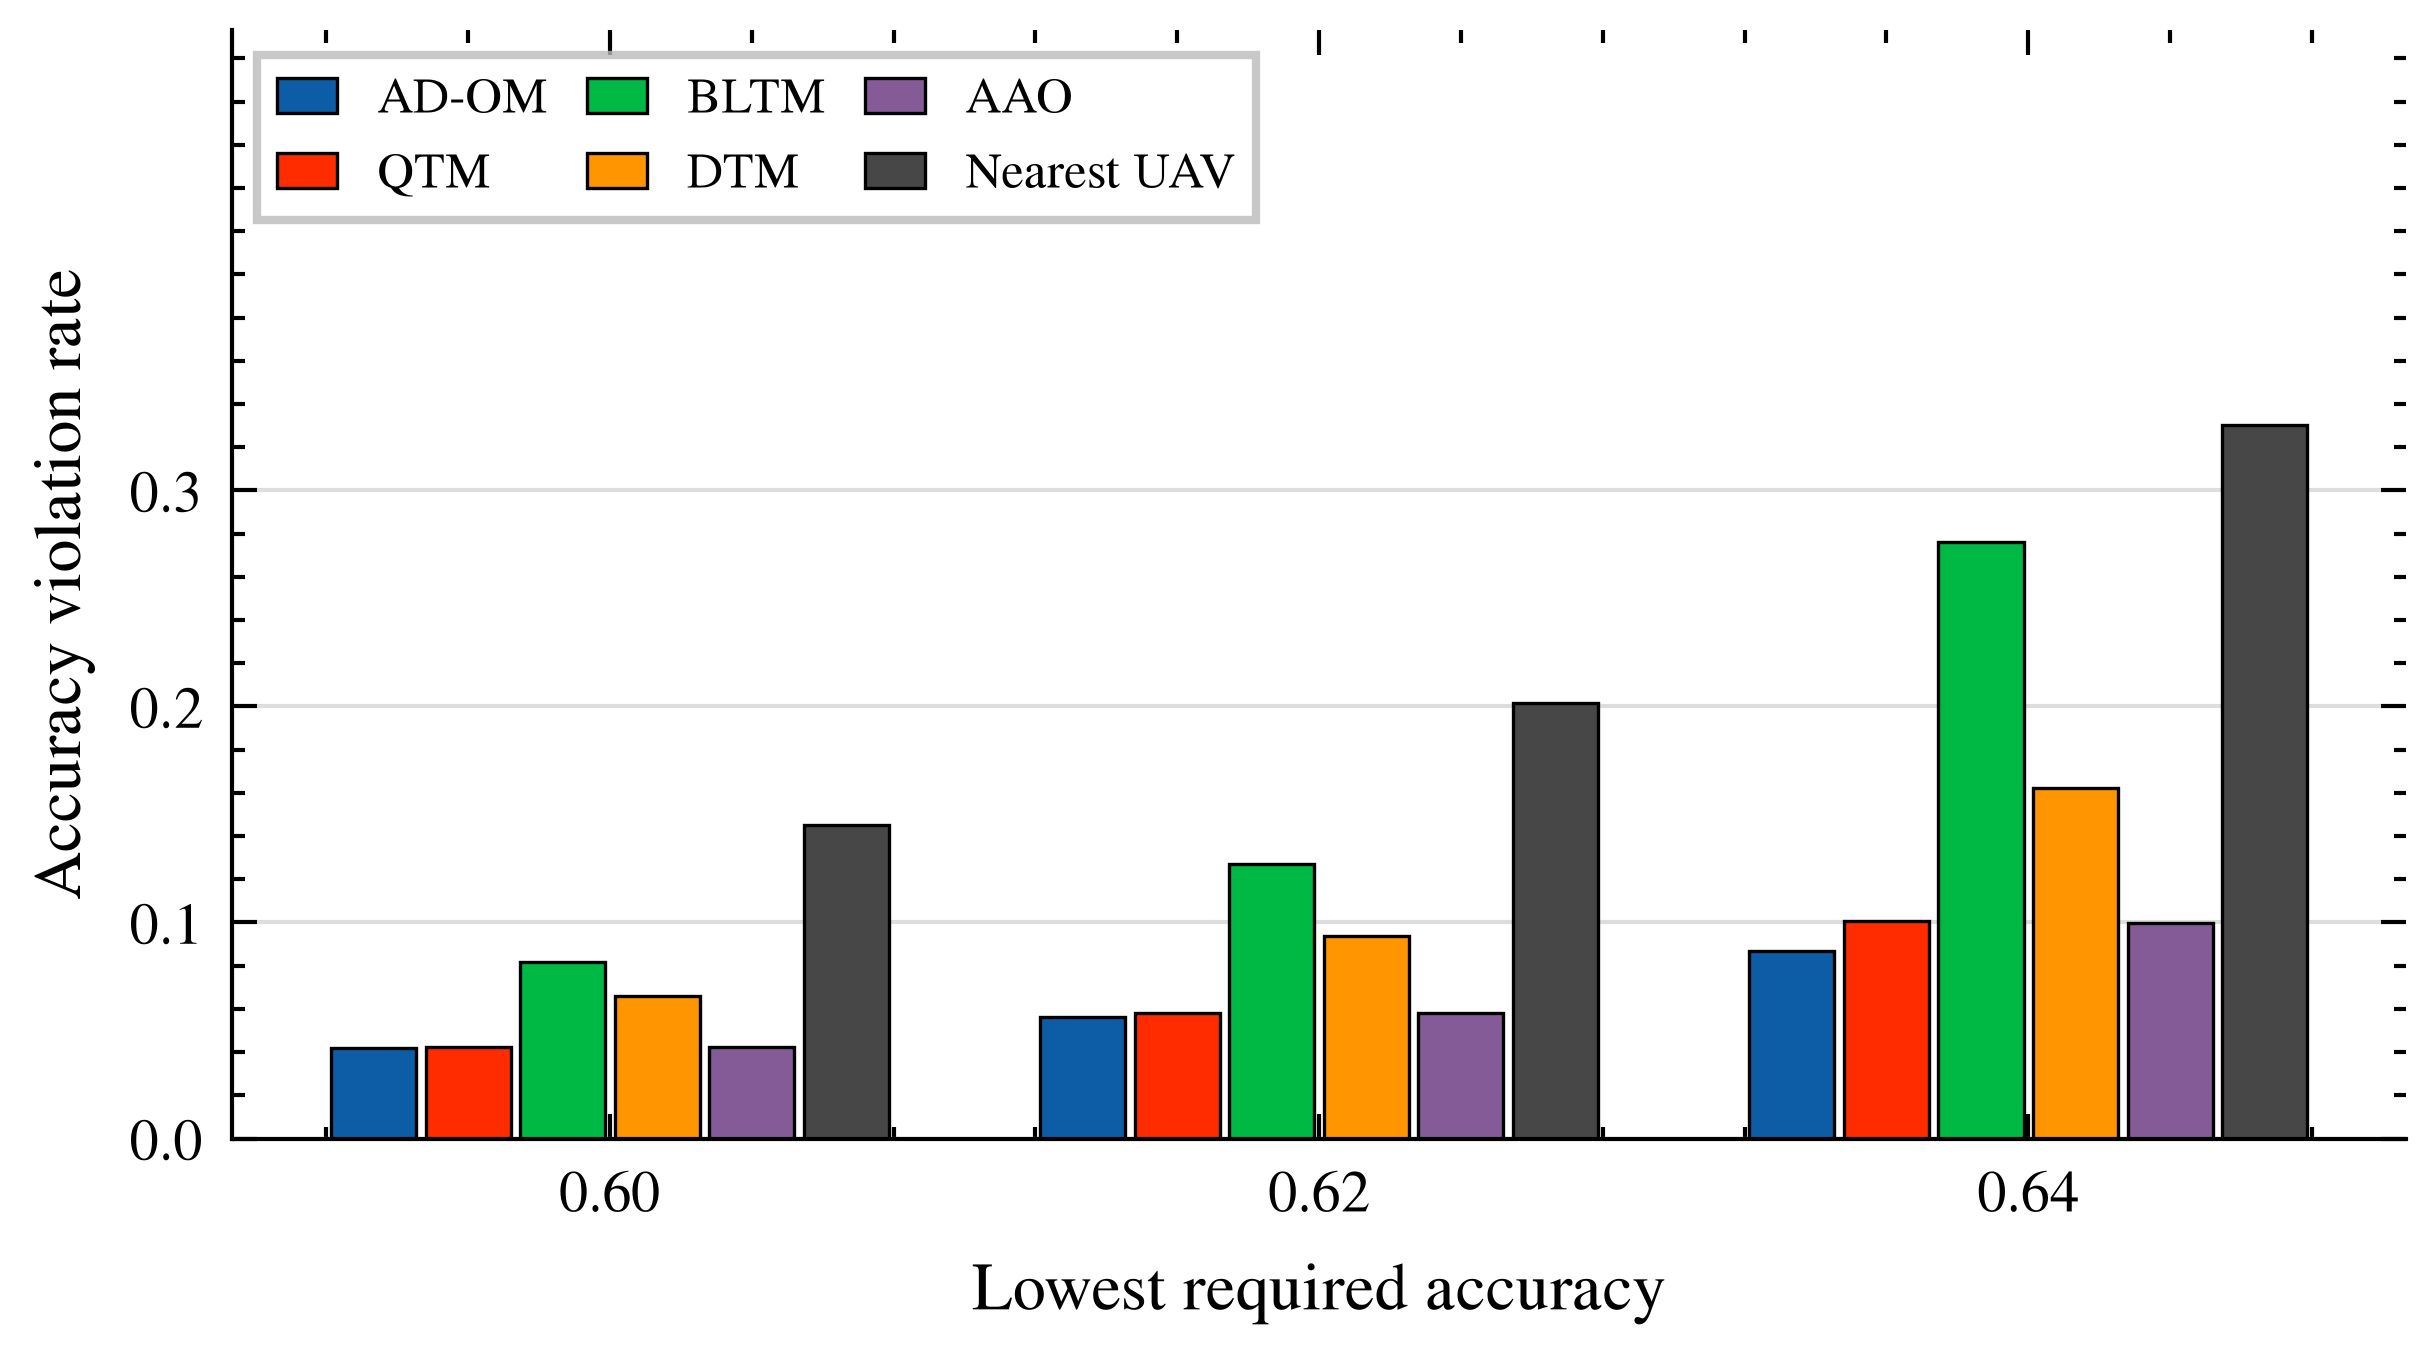 AD-OM BLTM AAO
QTM DTM Nearest UAV
Accuracy violation rate
0.3
0.2
0.1
0.0
0.60 0.62 0.64
Lowest required accuracy